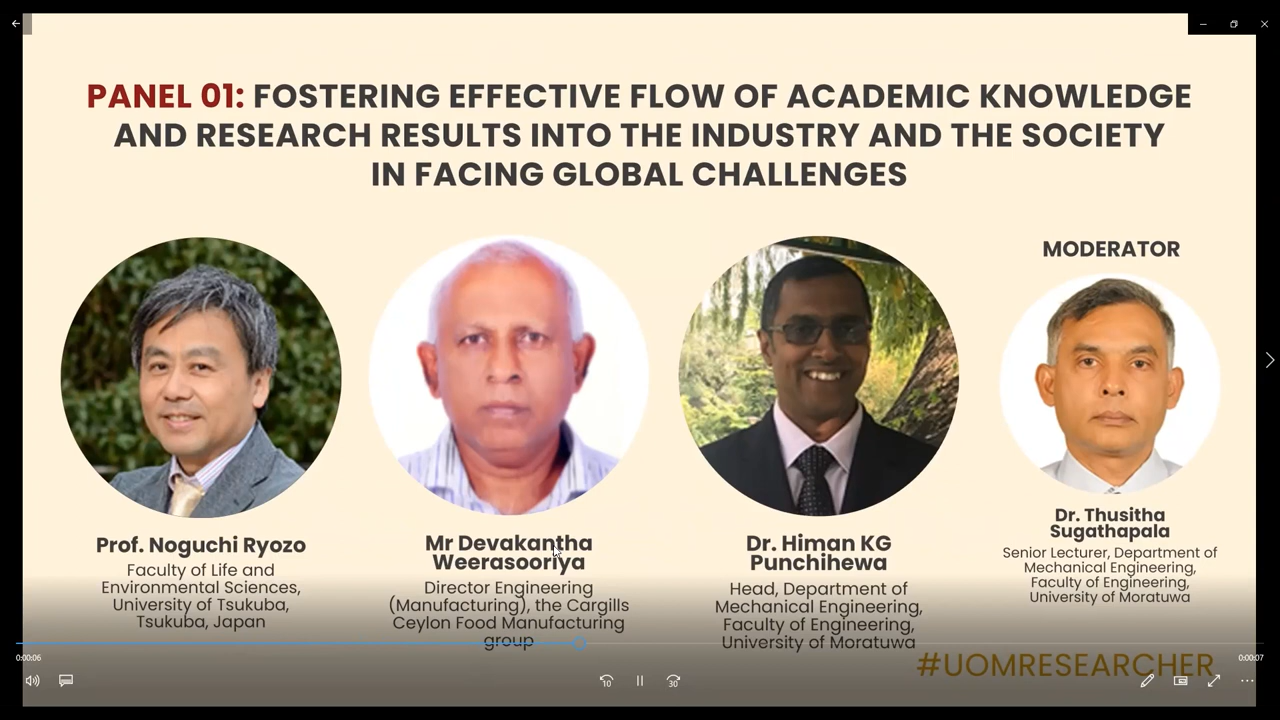 PANEL 01: FOSTERING EFFECTIVE FLOW OF ACADEMIC KNOWLEDGE
AND RESEARCH RESULTS INTO THE INDUSTRY AND THE SOCIETY
IN FACING GLOBAL CHALLENGES
MODERATOR
Prof. Noguchi Ryozo
Faculty of Life and
Environmental Sciences,
University of Tsukuba,
Tsukuba, Japan
Mr Devakantha
Weerasooriya
Director Engineering
(Manufacturing), the Cargills
Ceylon Food Manufacturing
group
Dr. Himan KG
Punchihewa
Head, Department of
Mechanical Engineering,
Faculty of Engineering,
University of Moratuwa
Dr. Thusitha
Sugathapala
Senior Lecturer, Department of
Mechanical Engineering,
Faculty of Engineering,
University of Moratuwa
#UOMRESEARCHER
0:00:06
0:00:07
10
30